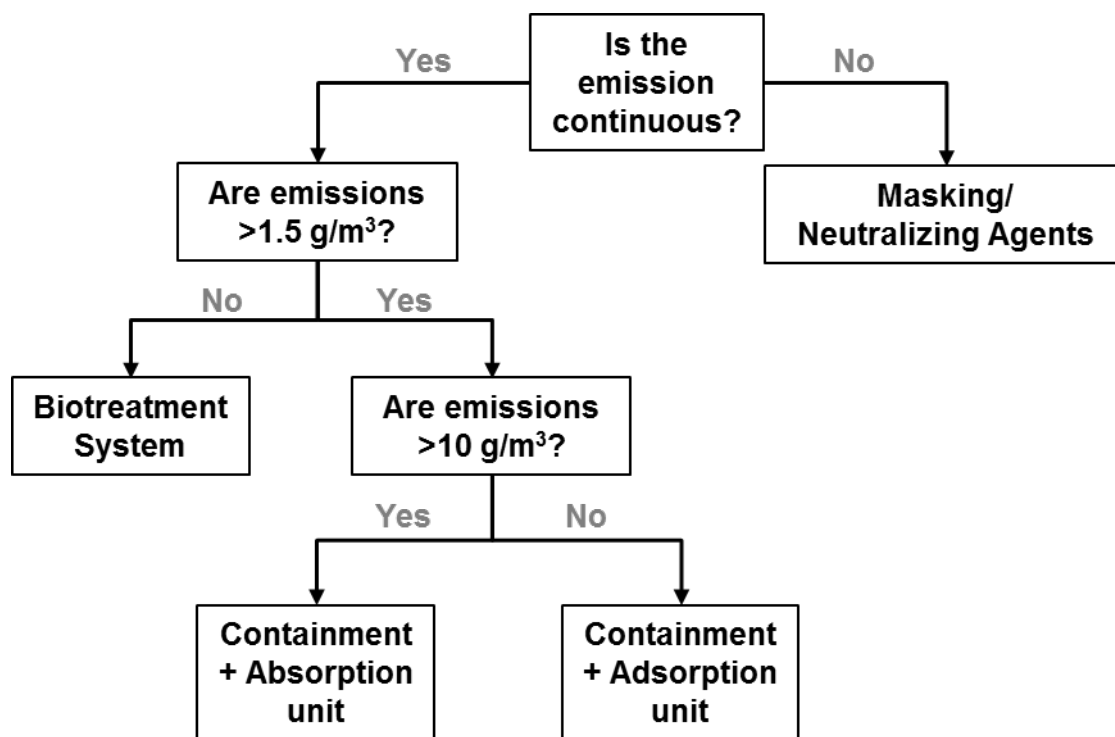 Is the
emission
continuous?
Yes
No
Are emissions
>1.5 g/m³?
Masking/
Neutralizing Agents
No
Yes
Biotreatment
System
Are emissions
>10 g/m³?
Yes
No
Containment
+ Absorption
unit
Containment
+ Adsorption
unit